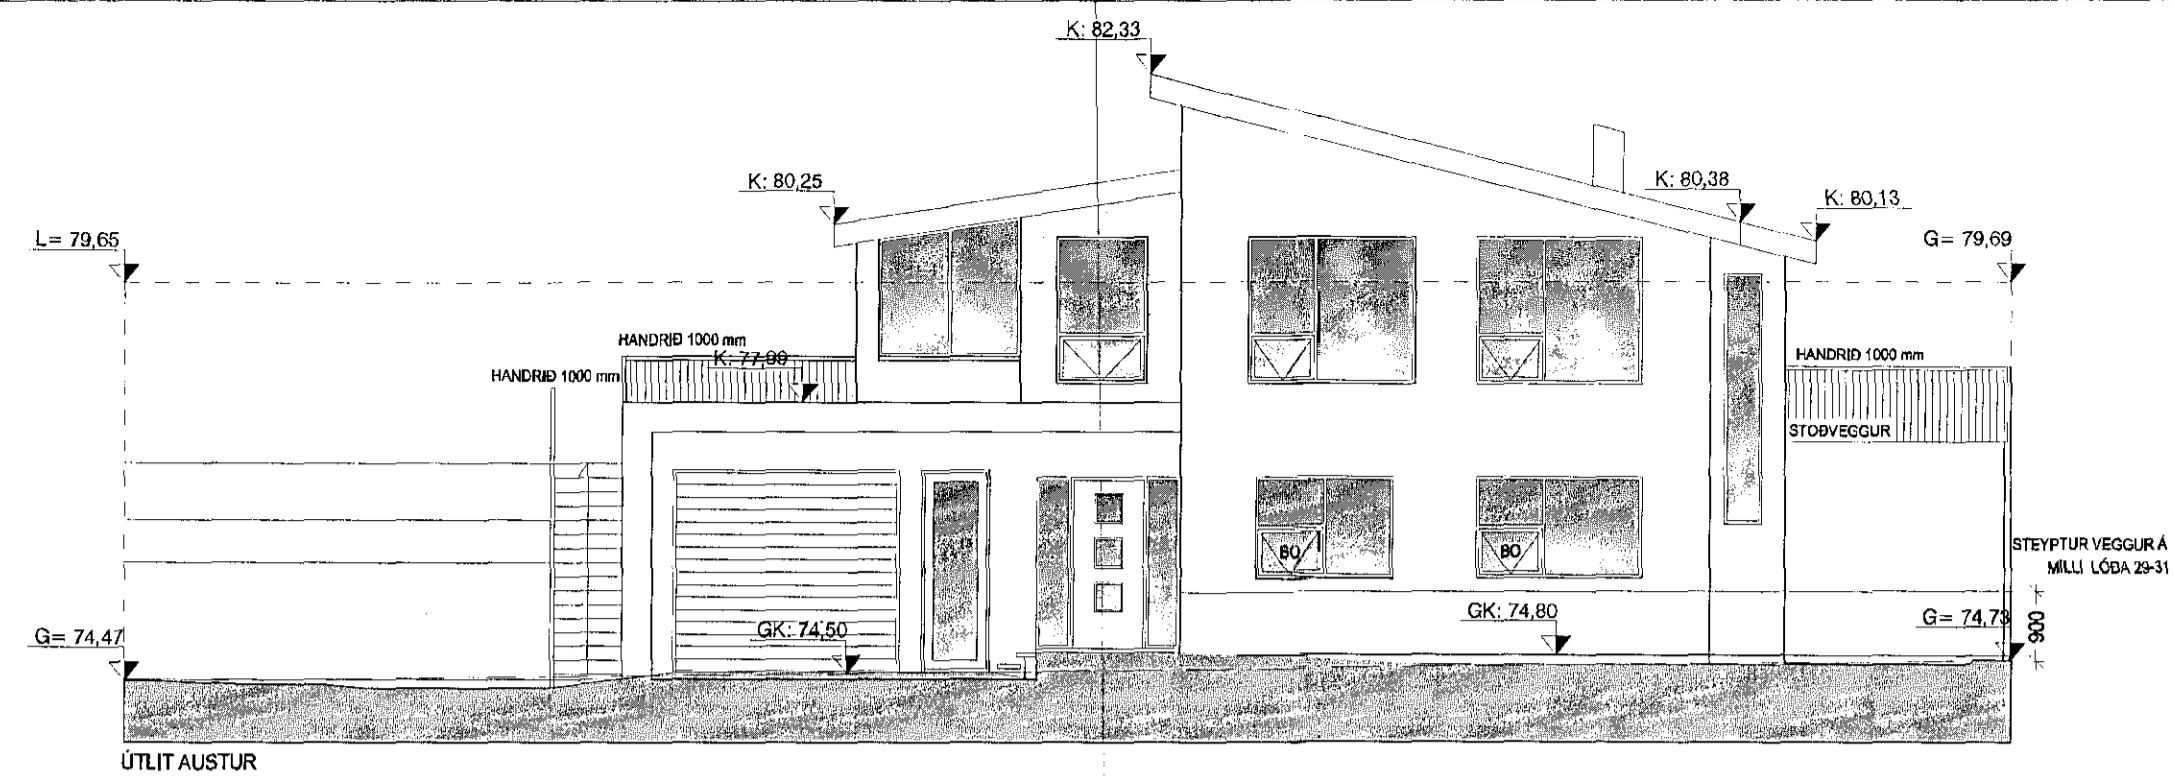 K: 82,33
K: 80,25
K: 80,38
K: 80,13
L= 79,65
G= 79,69
HANDRIÐ 1000 mm
K: 77,99
HANDRIÐ 1000 mm
HANDRIÐ 1000 mm
STOÐVEGGUR
BO
BO
STEYPTUR VEGGUR Á
MILLI LÓÐA 29-31
GK: 74,50
GK: 74,80
G= 74,73
900
G= 74,47
ÚTLIT AUSTUR